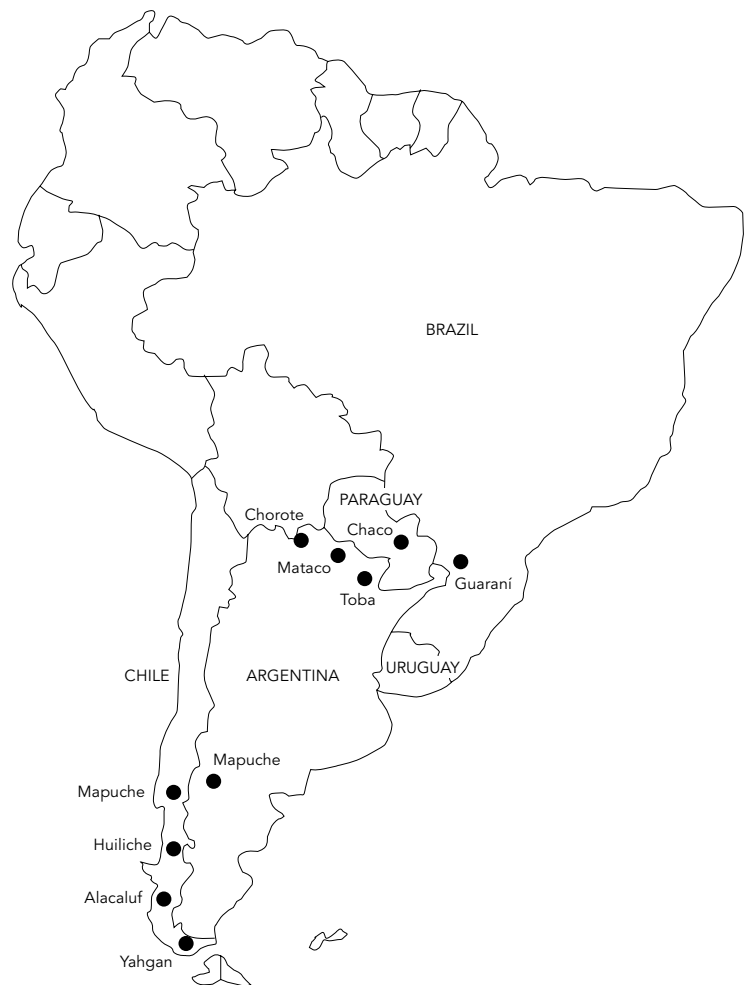 BRAZIL
PARAGUAY
Chorote
Chaco
Mataco
Guaraní
Toba
URUGUAY
CHILE
ARGENTINA
Mapuche
Mapuche
Huiliche
Alacaluf
Yahgan